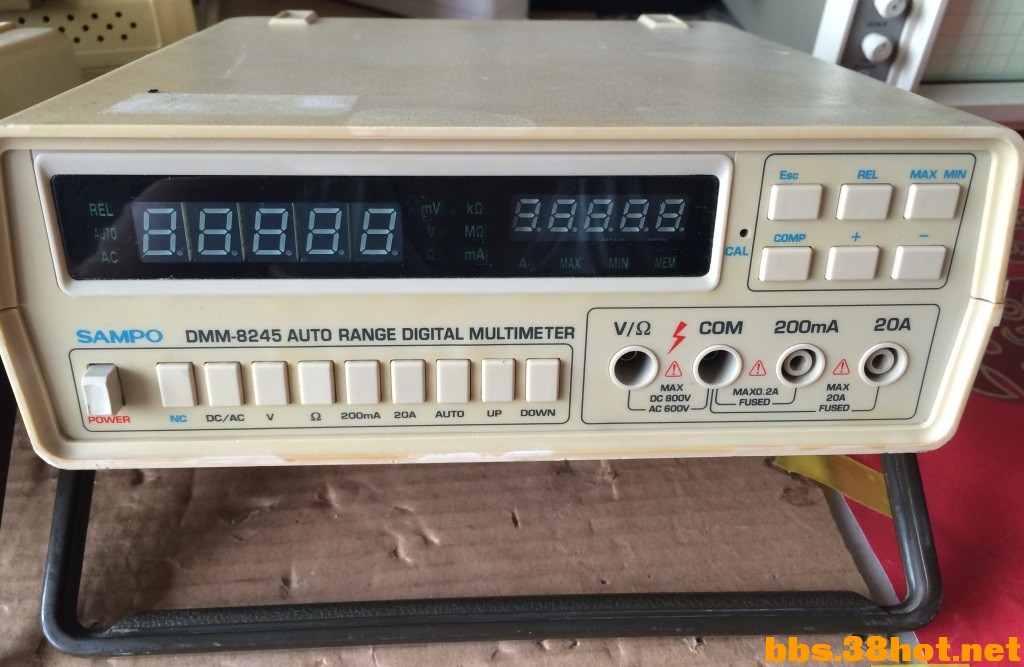 REL mV kΩ
AUTO V MΩ
AC Ω mA
A MAX MIN MEM
CAL
Esc REL MAX MIN
COMP + −
SAMPO DMM-8245 AUTO RANGE DIGITAL MULTIMETER
POWER NC DC/AC V Ω 200mA 20A AUTO UP DOWN
V/Ω COM 200mA 20A
MAX
DC 800V
AC 600V
MAX0.2A
FUSED
MAX
20A
FUSED
bbs.38hot.net